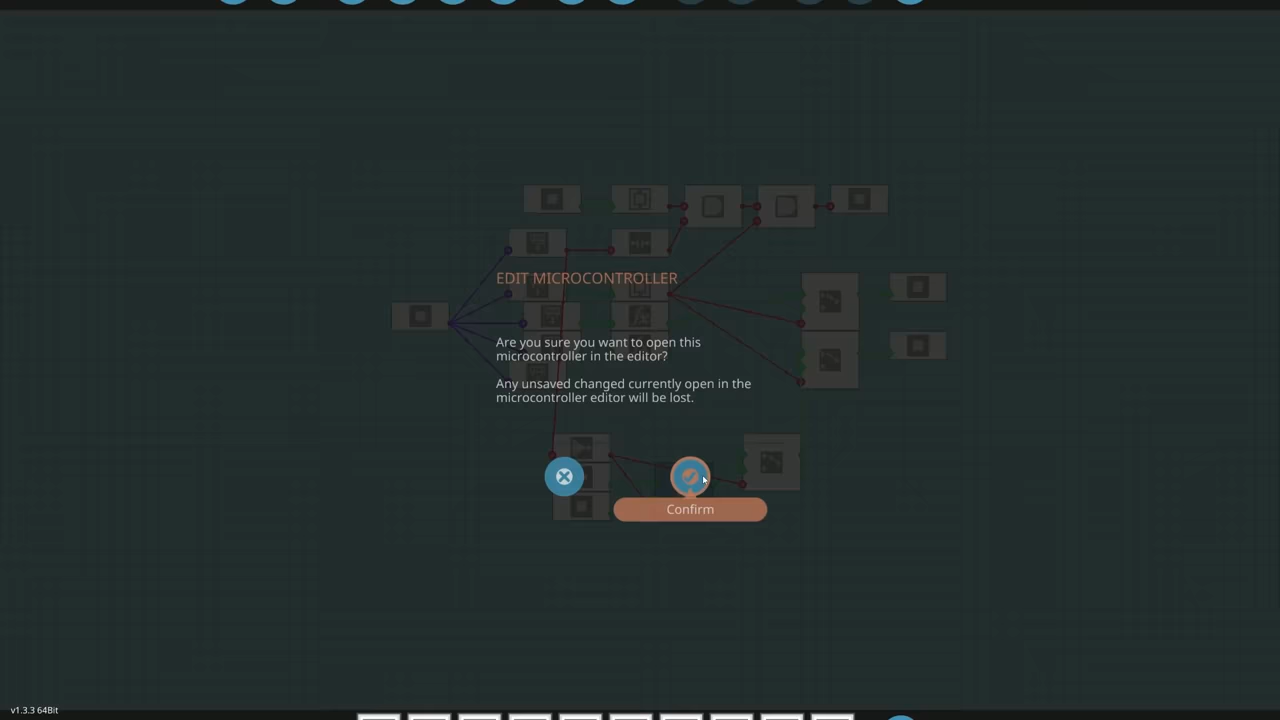 EDIT MICROCONTROLLER
Are you sure you want to open this
microcontroller in the editor?
Any unsaved changed currently open in the
microcontroller editor will be lost.
Confirm
v1.3.3 64Bit